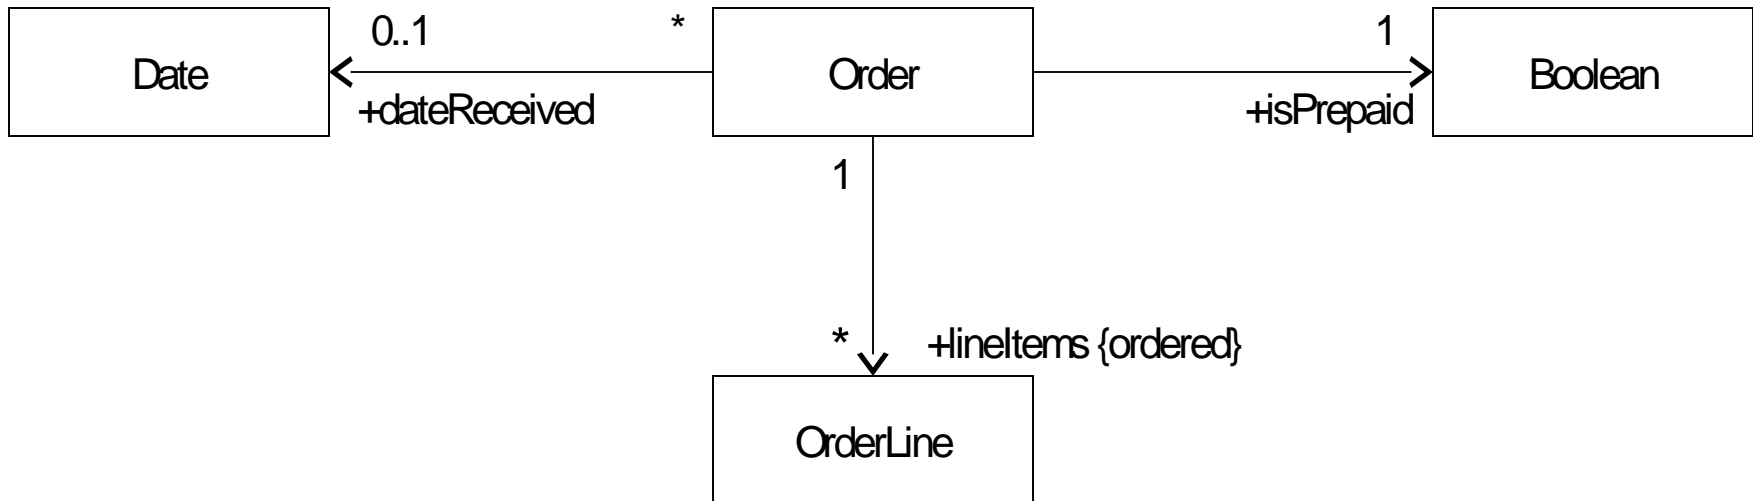 0..1
*
1
Date
Order
Boolean
+dateReceived
+isPrepaid
1
*
+lineItems {ordered}
OrderLine